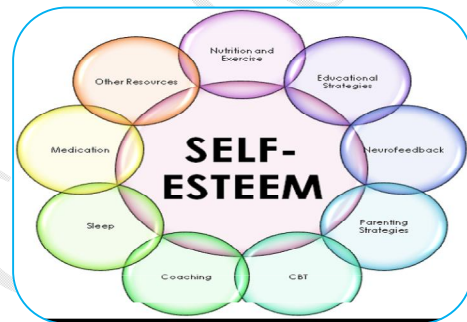 Nutrition and
Exercise
Educational
Strategies
Neurofeedback
Parenting
Strategies
CBT
Coaching
Sleep
Medication
Other Resources
SELF-
ESTEEM